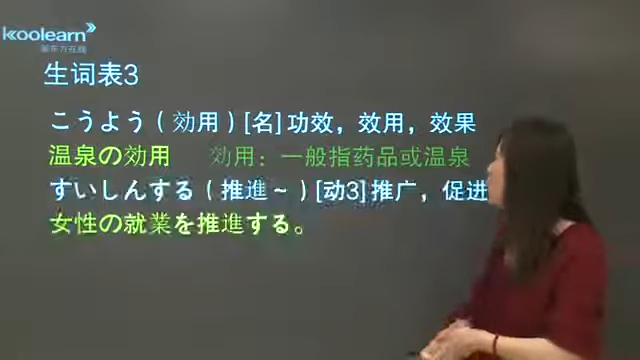 koolearn
新东方在线
生词表3
こうよう（効用）[名]功效，效用，效果
温泉の効用 効用：一般指药品或温泉
すいしんする（推進～）[动3]推广，促进
女性の就業を推進する。